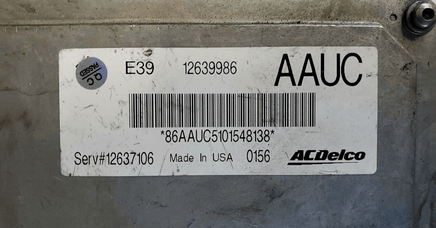 QC PASSED
E39 12639986 AAUC
*86AAUC5101548138*
Serv#12637106 Made In USA 0156 ACDelco